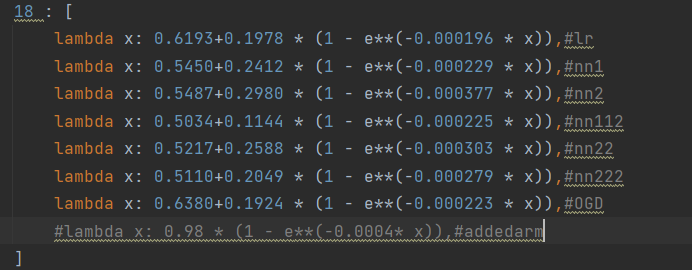 18 : [
lambda x: 0.6193+0.1978 * (1 - e**(-0.000196 * x)),#lr
lambda x: 0.5450+0.2412 * (1 - e**(-0.000229 * x)),#nn1
lambda x: 0.5487+0.2980 * (1 - e**(-0.000377 * x)),#nn2
lambda x: 0.5034+0.1144 * (1 - e**(-0.000225 * x)),#nn112
lambda x: 0.5217+0.2588 * (1 - e**(-0.000303 * x)),#nn22
lambda x: 0.5110+0.2049 * (1 - e**(-0.000279 * x)),#nn222
lambda x: 0.6380+0.1924 * (1 - e**(-0.000223 * x)),#OGD
#lambda x: 0.98 * (1 - e**(-0.0004* x)),#addedarm
]